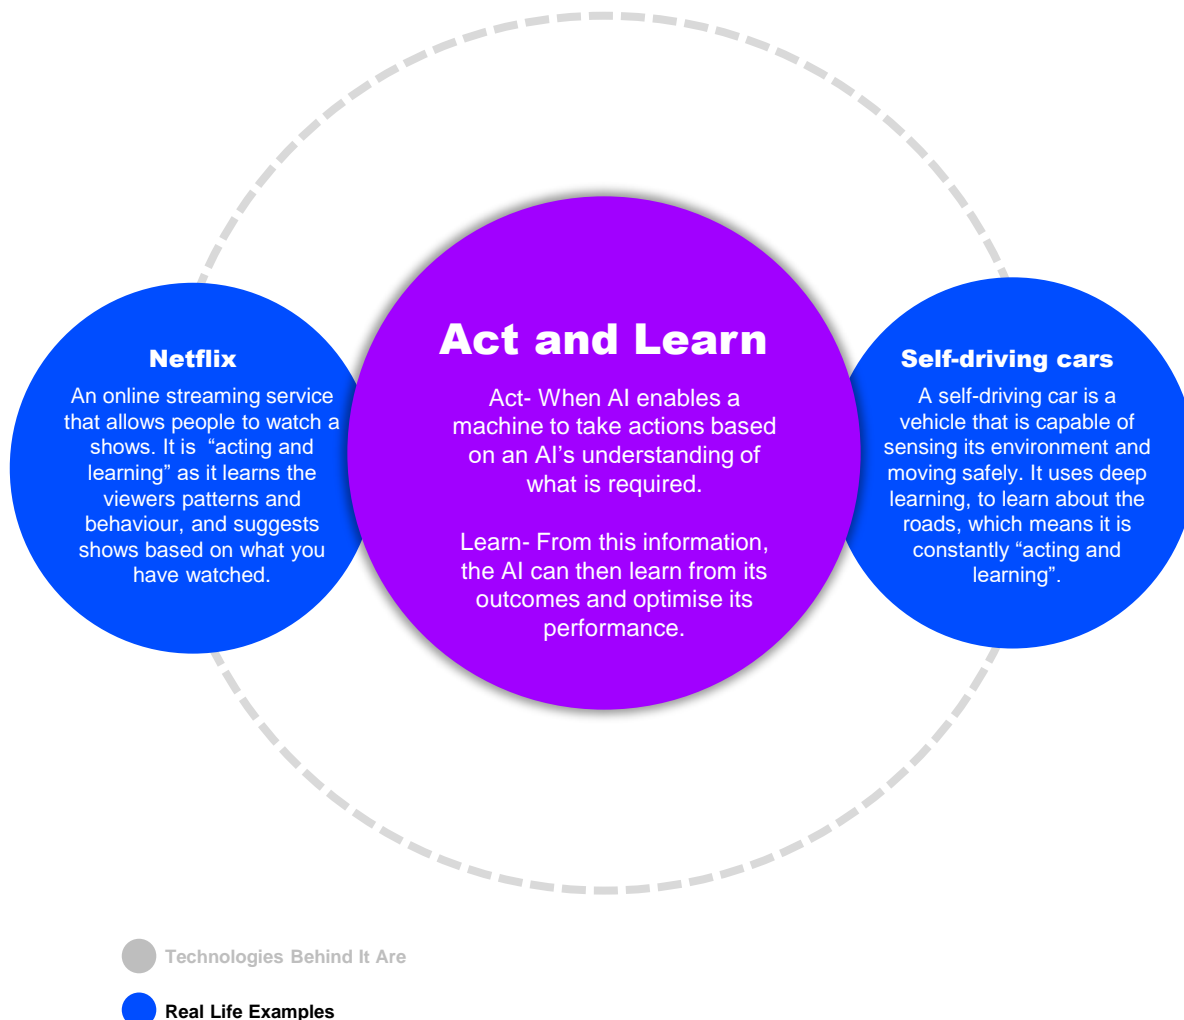 Netflix
An online streaming service
that allows people to watch a
shows. It is “acting and
learning” as it learns the
viewers patterns and
behaviour, and suggests
shows based on what you
have watched.
Act and Learn
Act- When AI enables a
machine to take actions based
on an AI’s understanding of
what is required.
Learn- From this information,
the AI can then learn from its
outcomes and optimise its
performance.
Self-driving cars
A self-driving car is a
vehicle that is capable of
sensing its environment and
moving safely. It uses deep
learning, to learn about the
roads, which means it is
constantly “acting and
learning”.
Technologies Behind It Are
Real Life Examples